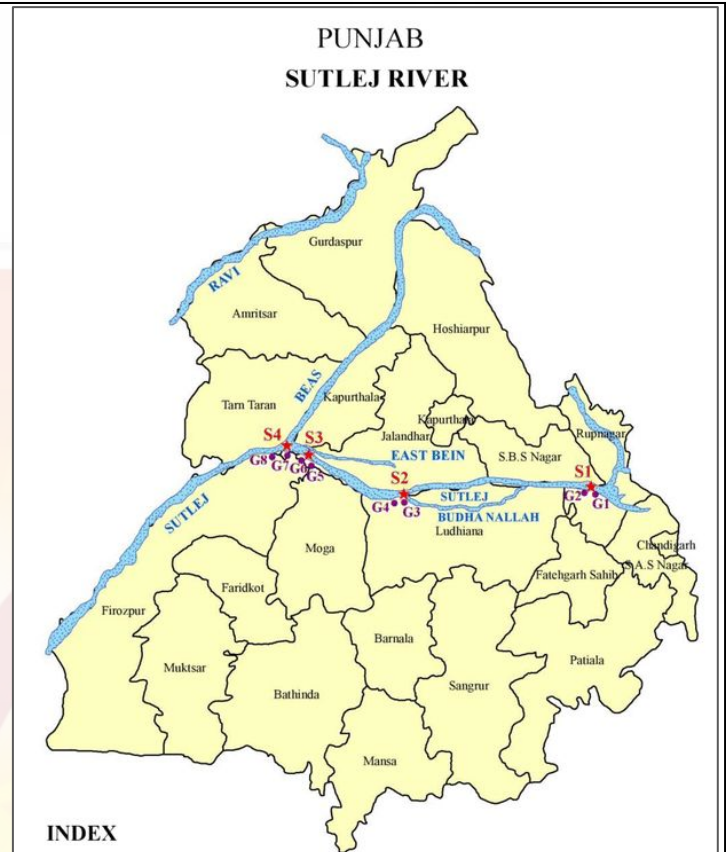 PUNJAB
SUTLEJ RIVER
Gurdaspur
RAVI
Amritsar
Hoshiarpur
BEAS
Tarn Taran
Kapurthala
Kapurthala
Rupnagar
Jalandhar
S4
S3
EAST BEIN
S.B.S Nagar
G8
G7
G6
G5
S1
S2
G2
G1
SUTLEJ
SUTLEJ
G4
G3
BUDHA NALLAH
Ludhiana
Chandigarh
Moga
S.A.S Nagar
Fatehgarh Sahib
Faridkot
Firozpur
Barnala
Muktsar
Patiala
Bathinda
Sangrur
Mansa
INDEX